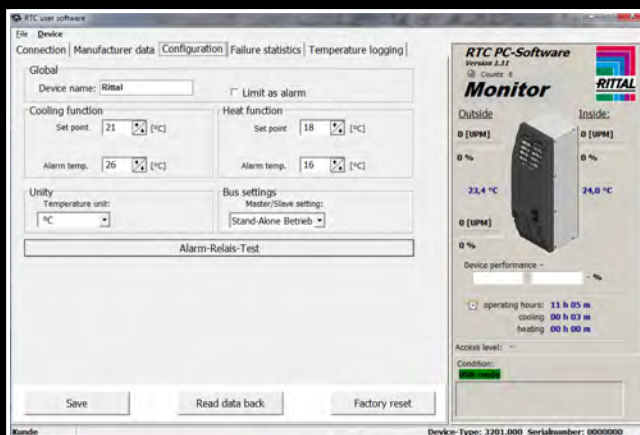 RTC user software
File Device
Connection Manufacturer data Configuration Failure statistics Temperature logging
Global
Device name: Rittal
Limit as alarm
Cooling function
Set point 21 [°C]
Alarm temp. 26 [°C]
Heat function
Set point 18 [°C]
Alarm temp. 16 [°C]
Unity
Temperature unit:
°C
Bus settings
Master/Slave setting:
Stand-Alone Betrieb
Alarm-Relais-Test
Save Read data back Factory reset
Kunde
RTC PC-Software
Version 1.11
Counts 6
Monitor
RITTAL
Outside Inside:
0 [UPM] 0 [UPM]
0 % 0 %
23,4 °C 24,0 °C
0 [UPM]
0 %
Device performance -
- %
operating hours: 11 h 05 m
cooling 00 h 03 m
heating 00 h 00 m
Access level: -
Condition:
USB mode
Device-Type: 3201.000 Serialnumber: 0000000